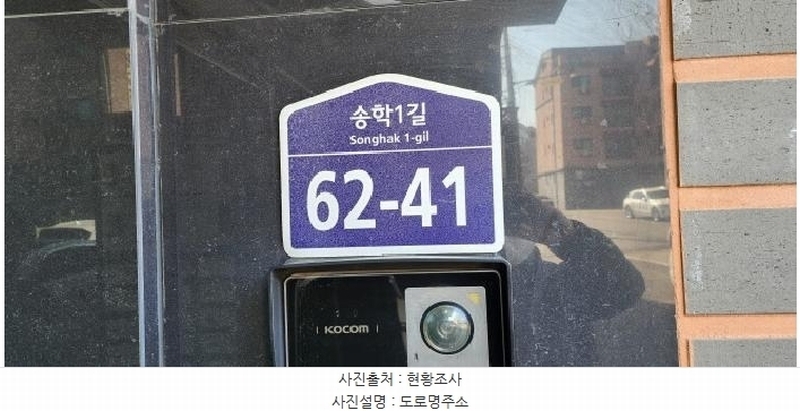 송학1길
Songhak 1-gil
62-41
KOCOM
사진출처 : 현황조사
사진설명 : 도로명주소